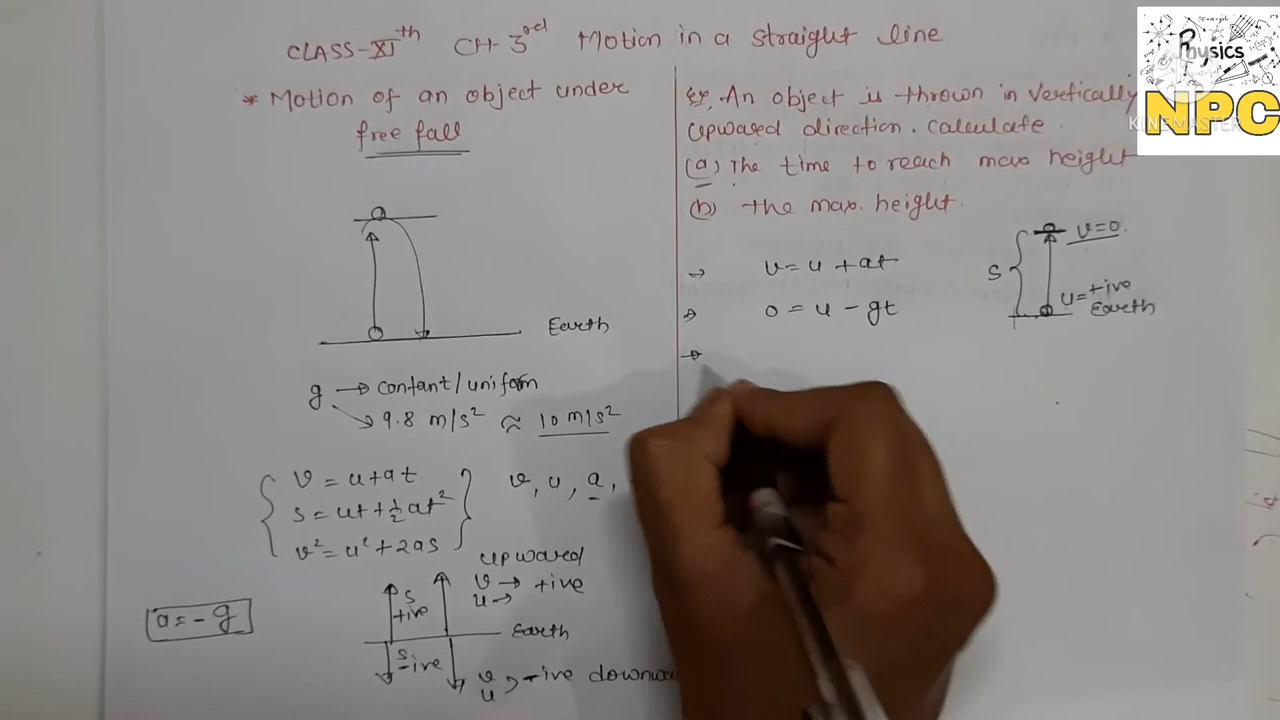 CLASS-XIth CH-3rd Motion in a straight line
* Motion of an object under
free fall
Earth
g → contant/uniform
↘ 9.8 m/s² ≈ 10 m/s²
v = u + at
s = ut + ½at²
v² = u² + 2as
v, u, a,
a = - g
upward
v → +ive
u →
s
+ive
Earth
s
-ive
v
u → -ive
Ex. An object is thrown in vertically
upward direction. calculate
(a) The time to reach max height
(b) the max. height.
→ v = u + at
⇒ 0 = u - gt
→
v=0.
s
u=+ive
Earth
Physics
NPC
KINEMASTER